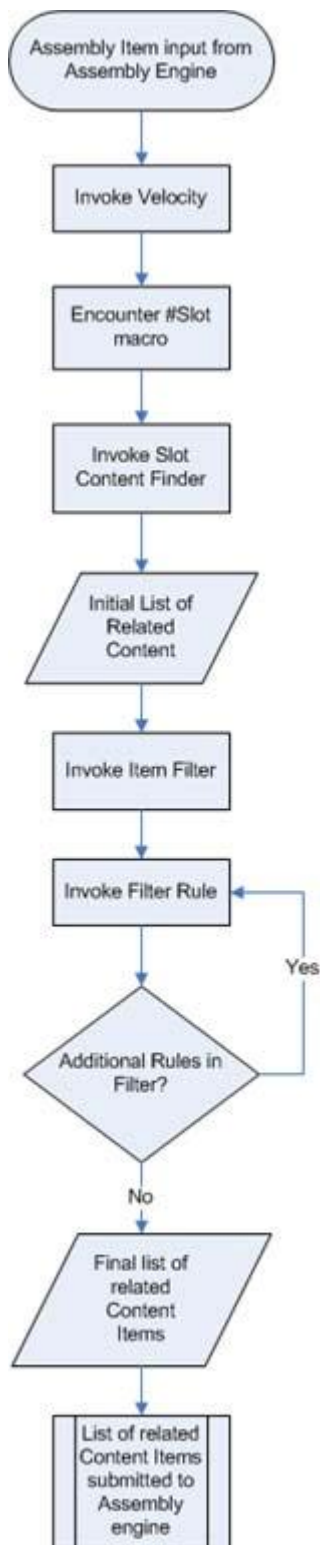 Assembly Item input from
Assembly Engine
Invoke Velocity
Encounter #Slot
macro
Invoke Slot
Content Finder
Initial List of
Related
Content
Invoke Item Filter
Invoke Filter Rule
Yes
Additional Rules in
Filter?
No
Final list of
related
Content
Items
List of related
Content Items
submitted to
Assembly
engine